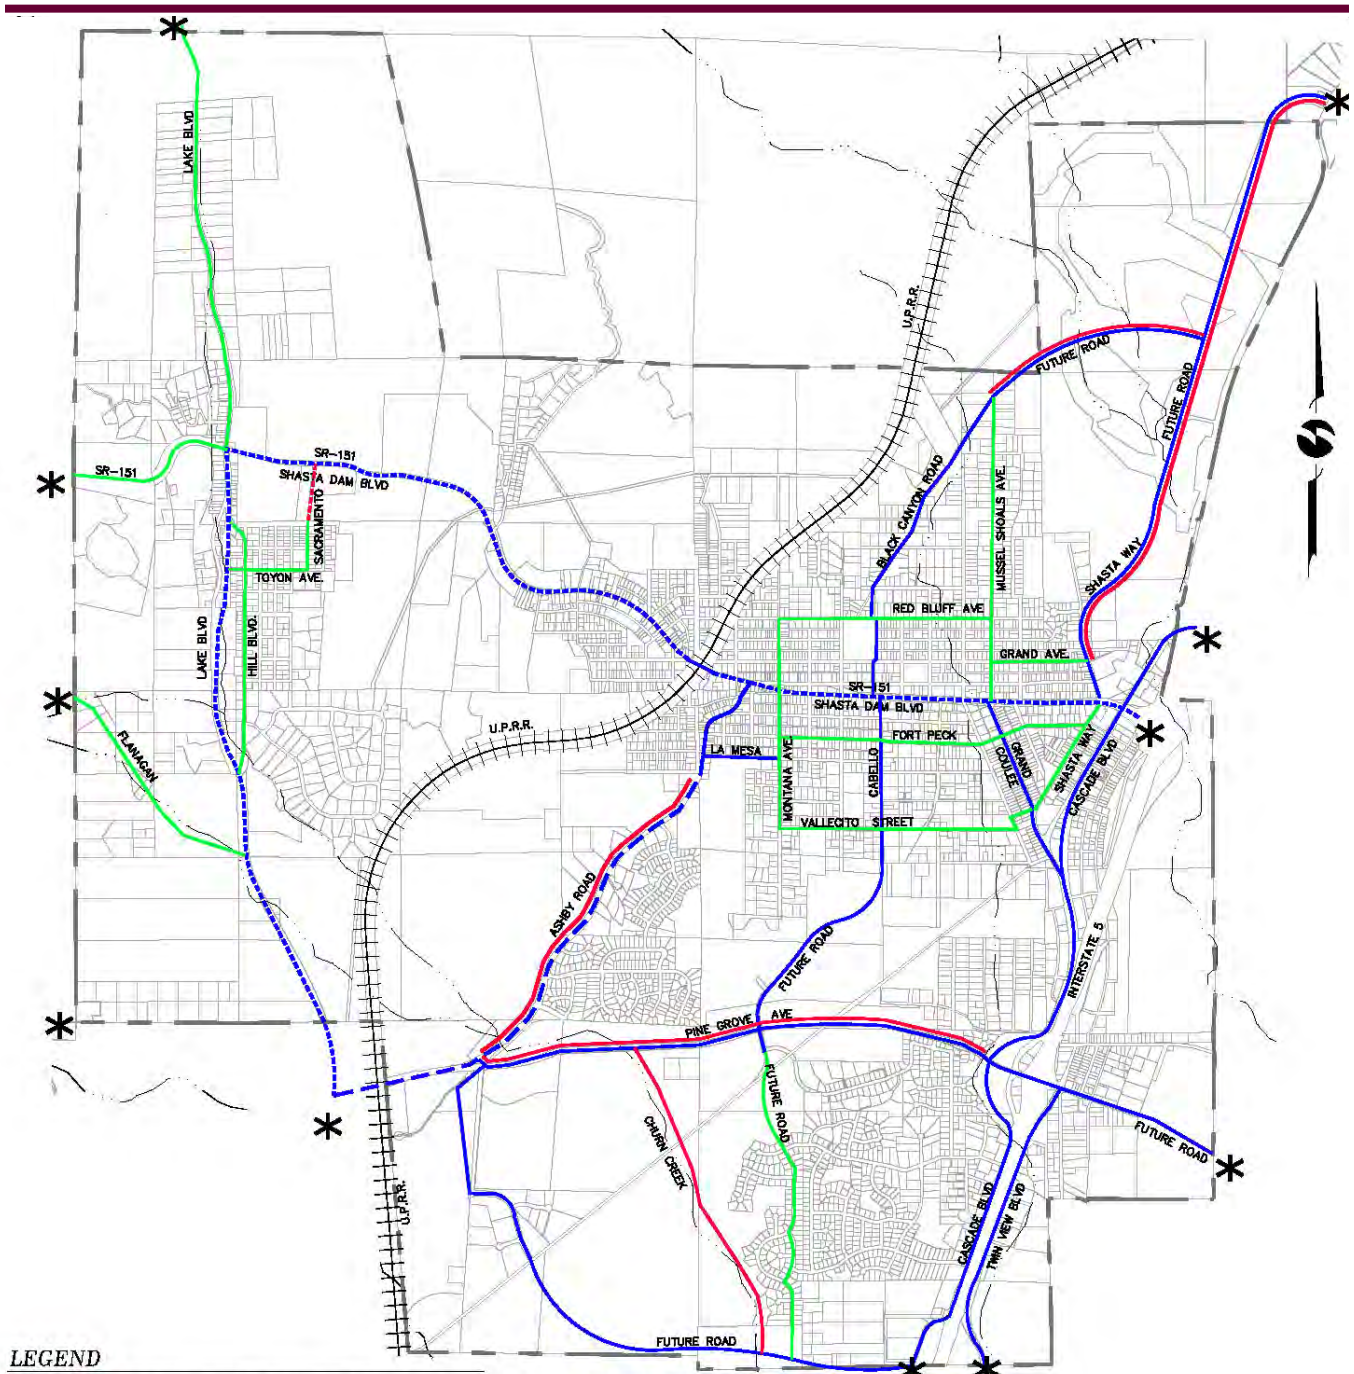 LAKE BLVD
U.P.R.R.
FUTURE ROAD
FUTURE ROAD
SR-151
SR-151
SHASTA DAM BLVD
SACRAMENTO
BLACK CANYON ROAD
MUSSEL SHOALS AVE.
SHASTA WAY
TOYON AVE.
RED BLUFF AVE
LAKE BLVD
HILL BLVD.
GRAND AVE.
SR-151
SHASTA DAM BLVD
FLANAGAN
U.P.R.R.
LA MESA
MONTANA AVE.
CABELLO
FORT PECK
GRAND
COULEE
SHASTA WAY
CASCADE BLVD
VALLECITO STREET
ASHBY ROAD
FUTURE ROAD
INTERSTATE 5
PINE GROVE AVE
FUTURE ROAD
CHURN CREEK
FUTURE ROAD
U.P.R.R.
CASCADE BLVD
TWIN VIEW BLVD
FUTURE ROAD
LEGEND